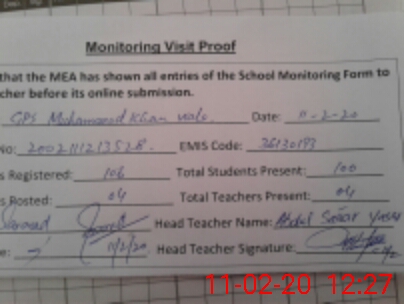 Monitoring Visit Proof
that the MEA has shown all entries of the School Monitoring Form to
cher before its online submission.
GPS Muhammad Khan wala Date: 11-2-20
No: EMIS Code: 36130193
s Registered: 106 Total Students Present: 100
s Posted: 04 Total Teachers Present: 04
Head Teacher Name: Abdul
e: 11/2/20 Head Teacher Signature:
11-02-20 12:27